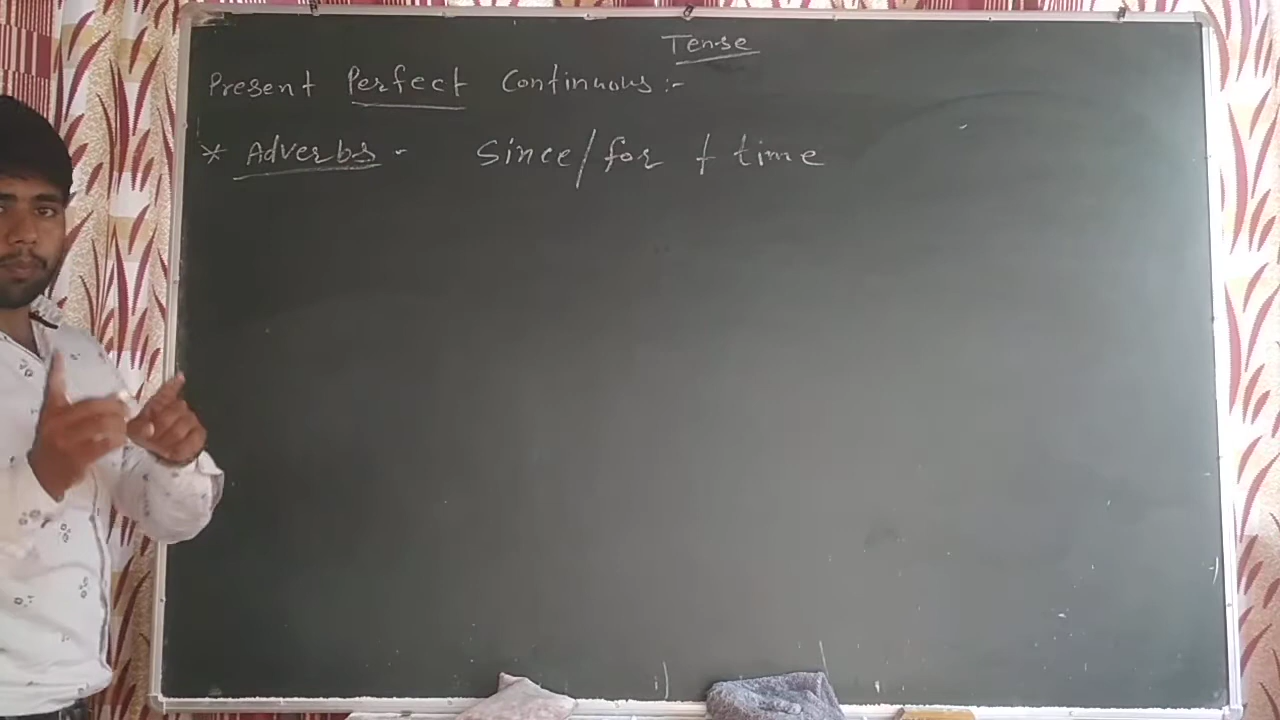 Tense
Present Perfect Continuous :-
* Adverbs - Since/for + time